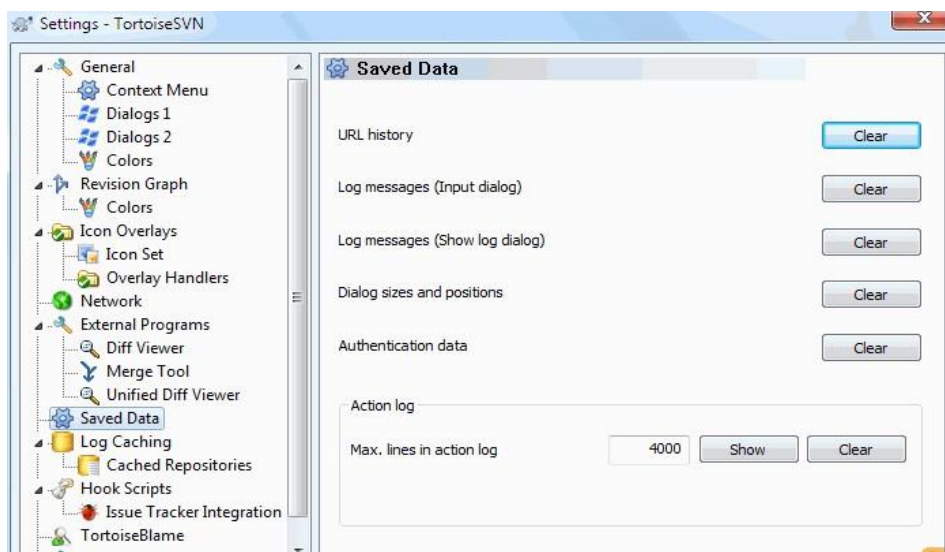 Settings - TortoiseSVN
General
Context Menu
Dialogs 1
Dialogs 2
Colors
Revision Graph
Colors
Icon Overlays
Icon Set
Overlay Handlers
Network
External Programs
Diff Viewer
Merge Tool
Unified Diff Viewer
Saved Data
Log Caching
Cached Repositories
Hook Scripts
Issue Tracker Integration
TortoiseBlame
Saved Data
URL history Clear
Log messages (Input dialog) Clear
Log messages (Show log dialog) Clear
Dialog sizes and positions Clear
Authentication data Clear
Action log
Max. lines in action log 4000 Show Clear